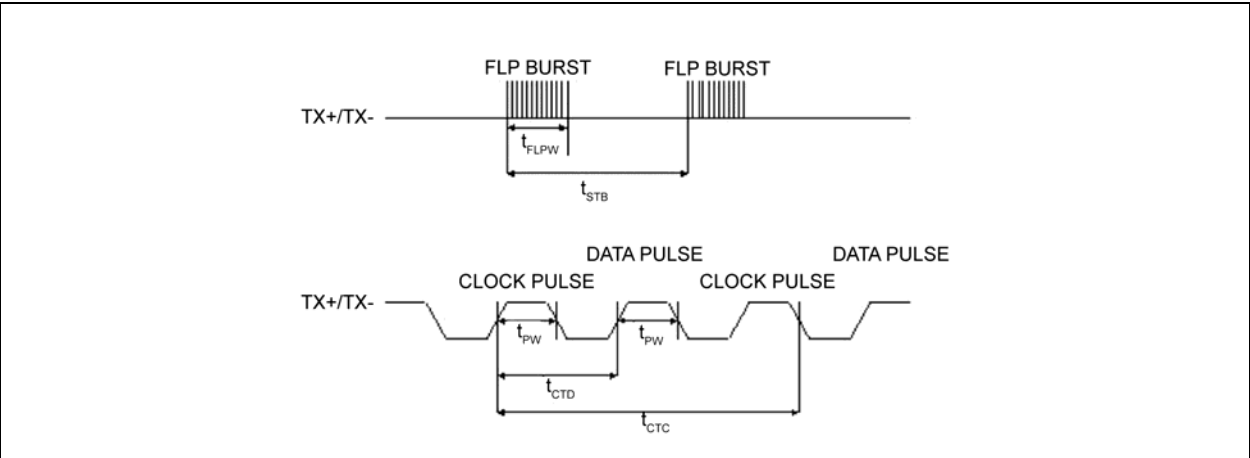 FLP BURST FLP BURST
TX+/TX-
tFLPW
tSTB
DATA PULSE DATA PULSE
CLOCK PULSE CLOCK PULSE
TX+/TX-
tPW tPW
tCTD
tCTC